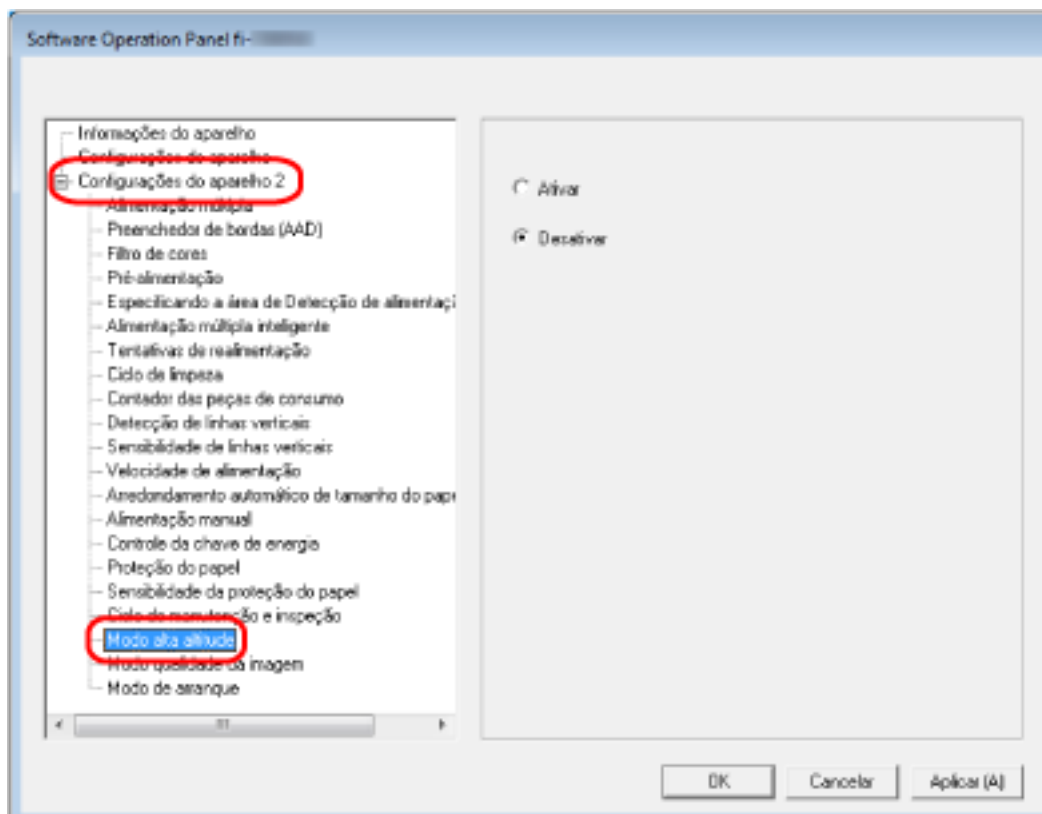 Software Operation Panel fi-
Informações do aparelho
Configurações do aparelho
Configurações do aparelho 2
Alimentação múltipla
Preenchedor de bordas (AAD)
Filtro de cores
Pré-alimentação
Especificando a área de Detecção de alimentaçã
Alimentação múltipla inteligente
Tentativas de realimentação
Ciclo de limpeza
Contador das peças de consumo
Detecção de linhas verticais
Sensibilidade de linhas verticais
Velocidade de alimentação
Arredondamento automático de tamanho do pape
Alimentação manual
Controle da chave de energia
Proteção do papel
Sensibilidade da proteção do papel
Ciclo de manutenção e inspeção
Modo alta altitude
Modo qualidade da imagem
Modo de arranque
Ativar
Desativar
OK Cancelar Aplicar (A)